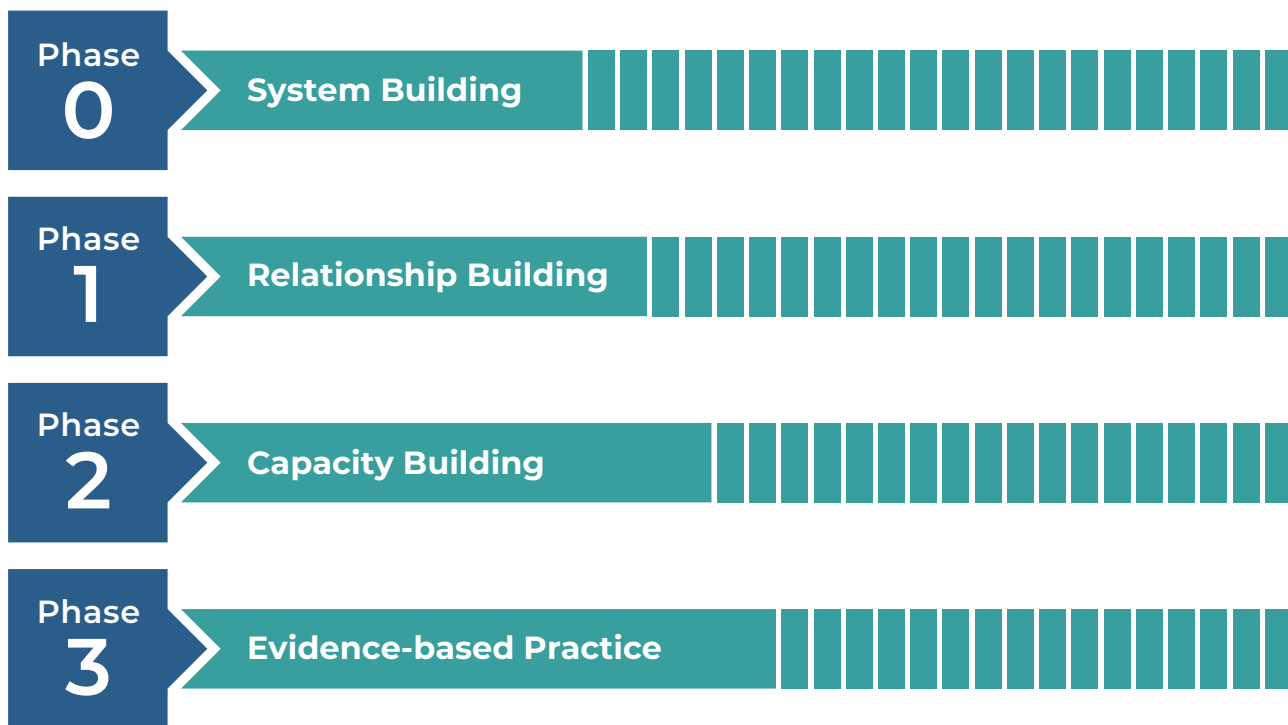 Phase
0
System Building
Phase
1
Relationship Building
Phase
2
Capacity Building
Phase
3
Evidence-based Practice